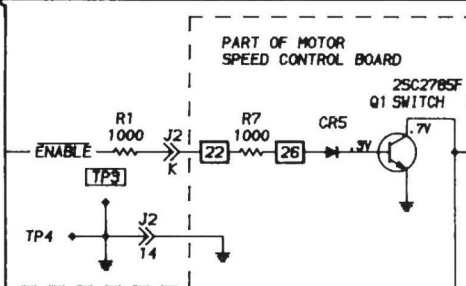 PART OF MOTOR
SPEED CONTROL BOARD
2SC2785F
Q1 SWITCH
R1
1000
J2
R7
1000
CR5
.7V
ENABLE
22
26
.3V
K
TP3
J2
TP4
14